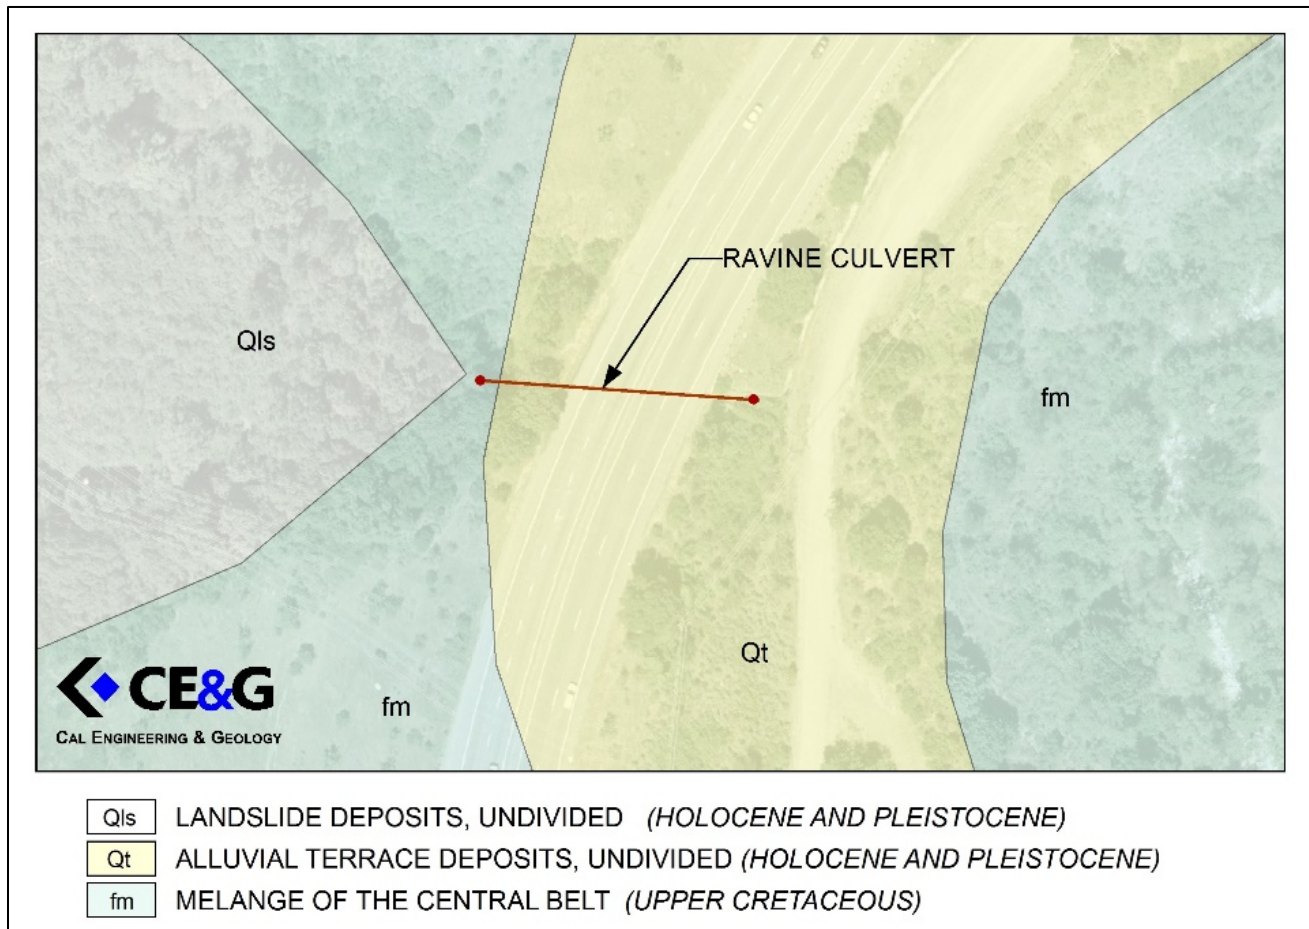 RAVINE CULVERT
Qls
fm
Qt
fm
CE&G
CAL ENGINEERING & GEOLOGY
Qls LANDSLIDE DEPOSITS, UNDIVIDED (HOLOCENE AND PLEISTOCENE)
Qt ALLUVIAL TERRACE DEPOSITS, UNDIVIDED (HOLOCENE AND PLEISTOCENE)
fm MELANGE OF THE CENTRAL BELT (UPPER CRETACEOUS)